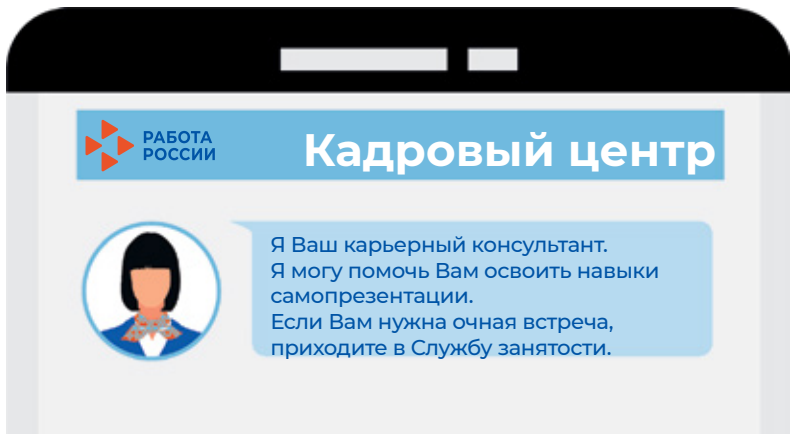 РАБОТА
РОССИИ
Кадровый центр
Я Ваш карьерный консультант.
Я могу помочь Вам освоить навыки
самопрезентации.
Если Вам нужна очная встреча,
приходите в Службу занятости.